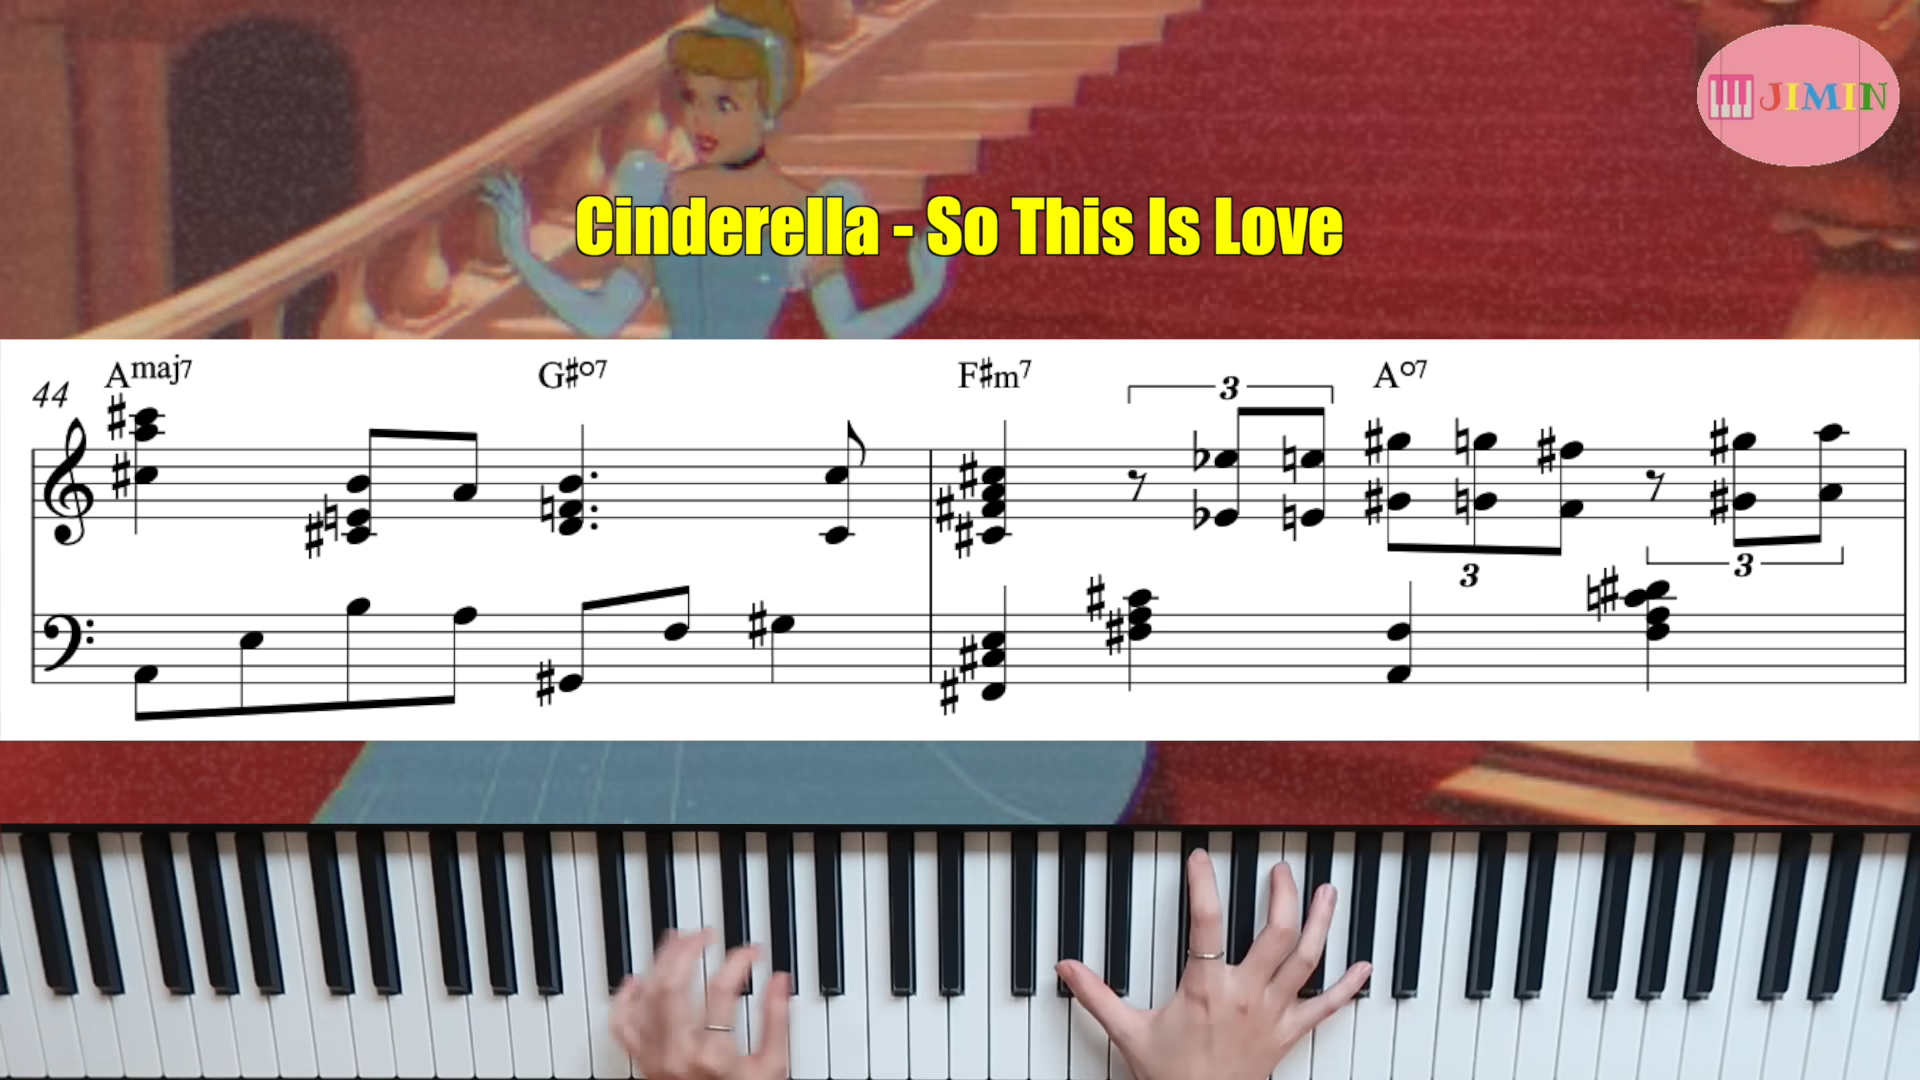 JIMIN
Cinderella - So This Is Love
44 Amaj7 G#o7 F#m7 3 Ao7
3 3